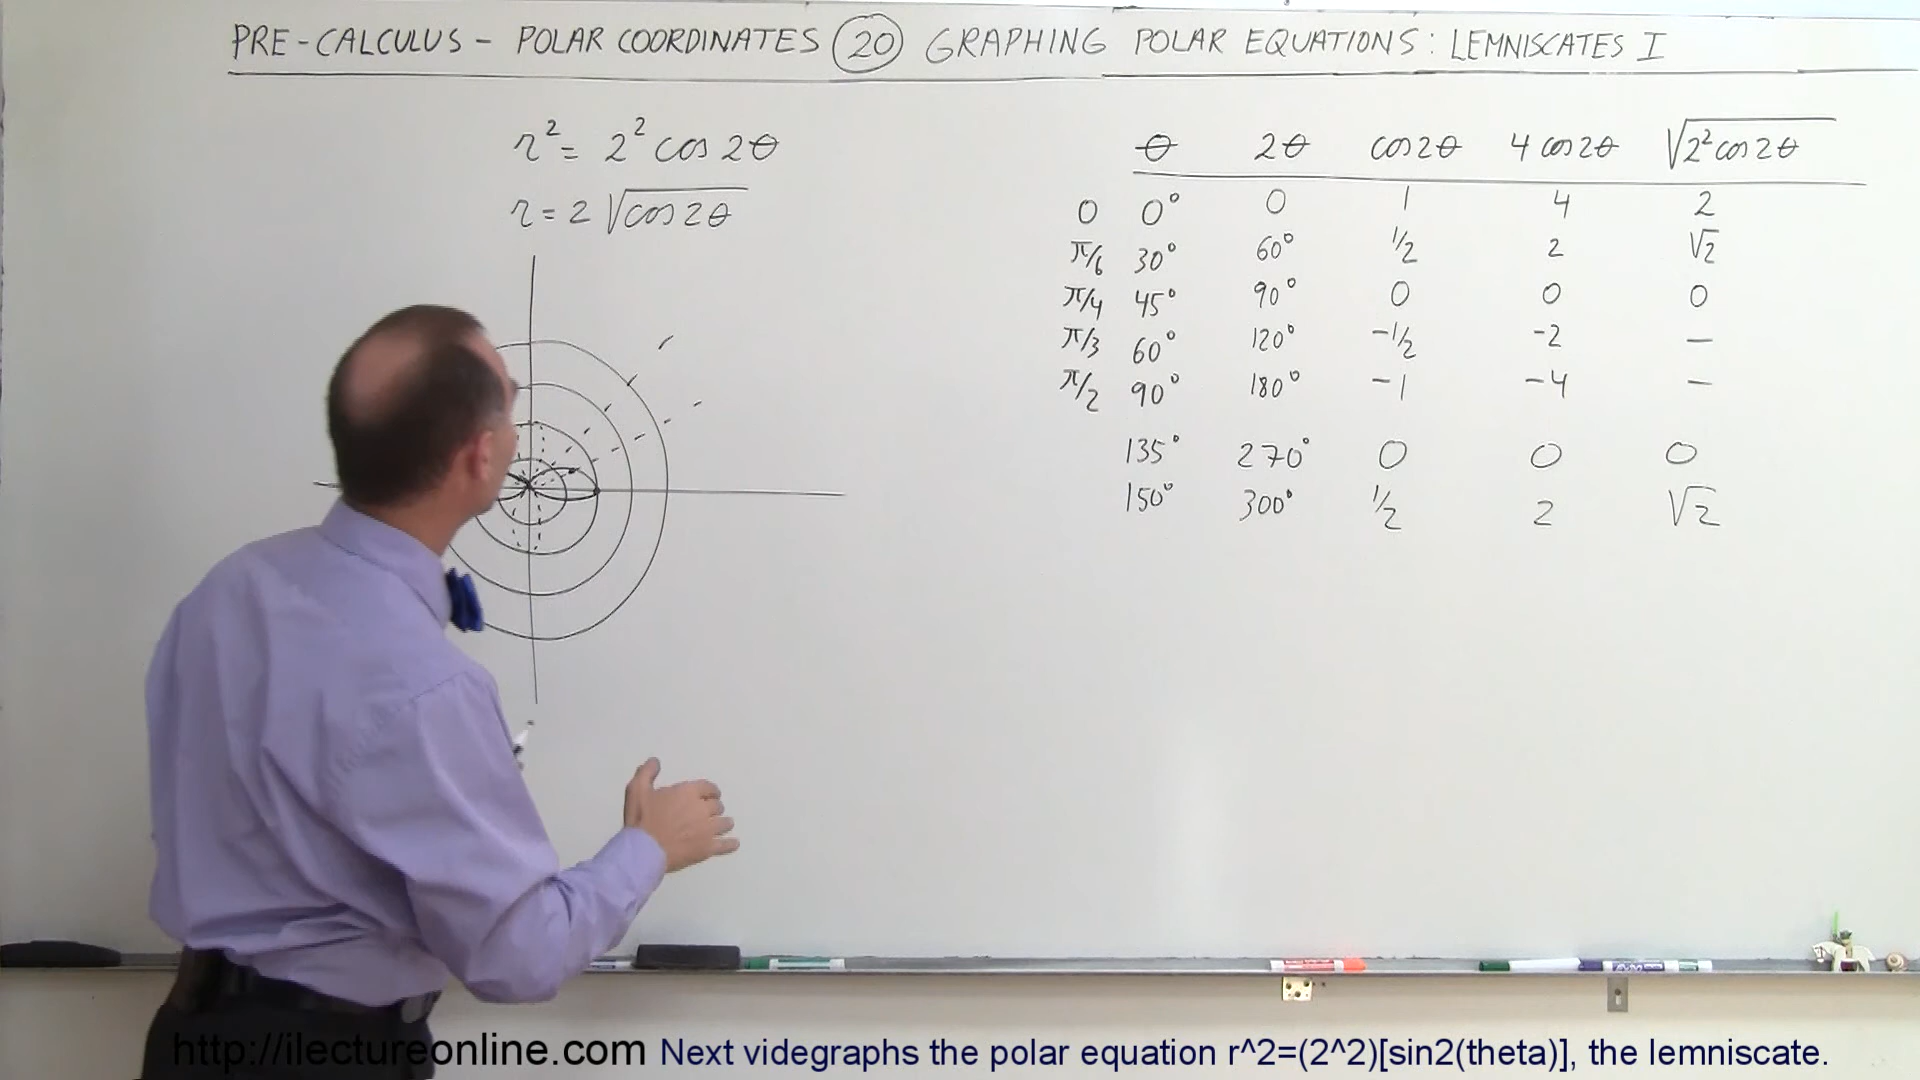 PRE-CALCULUS - POLAR COORDINATES 20 GRAPHING POLAR EQUATIONS: LEMNISCATES I
r² = 2² cos 2θ
r = 2 √cos 2θ
θ 2θ cos 2θ 4 cos 2θ √2² cos 2θ
0 0° 0 1 4 2
π/6 30° 60° 1/2 2 √2
π/4 45° 90° 0 0 0
π/3 60° 120° -1/2 -2 —
π/2 90° 180° -1 -4 —
135° 270° 0 0 0
150° 300° 1/2 2 √2
http://ilectureonline.com Next videgraphs the polar equation r^2=(2^2)[sin2(theta)], the lemniscate.